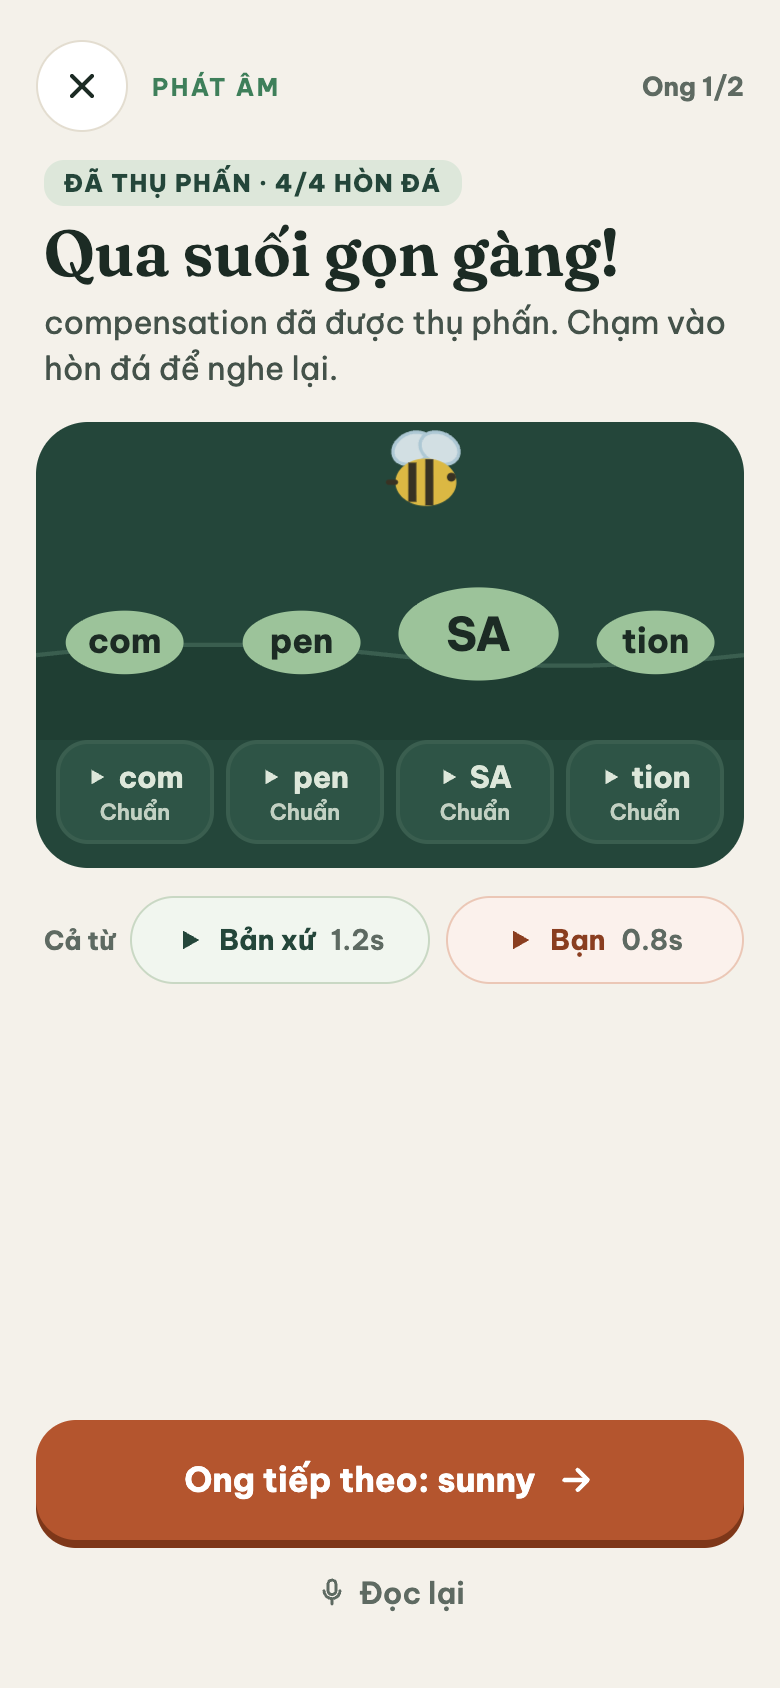 PHÁT ÂM
Ong 1/2
ĐÃ THỤ PHẤN · 4/4 HÒN ĐÁ
Qua suối gọn gàng!
compensation đã được thụ phấn. Chạm vào
hòn đá để nghe lại.
com pen SA tion
com pen SA tion
Chuẩn Chuẩn Chuẩn Chuẩn
Cả từ Bản xứ 1.2s Bạn 0.8s
Ong tiếp theo: sunny →
Đọc lại